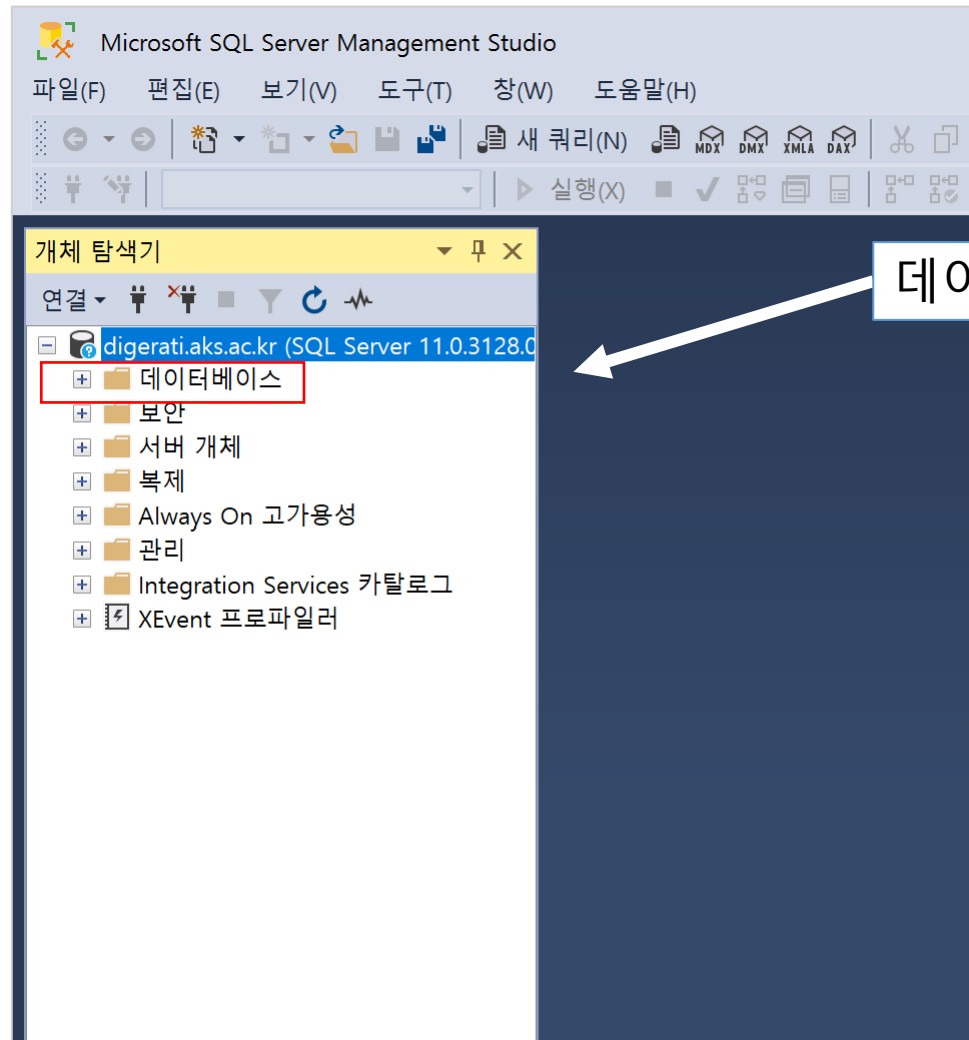 Microsoft SQL Server Management Studio
파일(F) 편집(E) 보기(V) 도구(T) 창(W) 도움말(H)
새 쿼리(N) MDX DMX XMLA DAX
실행(X)
개체 탐색기
데이
연결
digerati.aks.ac.kr (SQL Server 11.0.3128.0
데이터베이스
보안
서버 개체
복제
Always On 고가용성
관리
Integration Services 카탈로그
XEvent 프로파일러